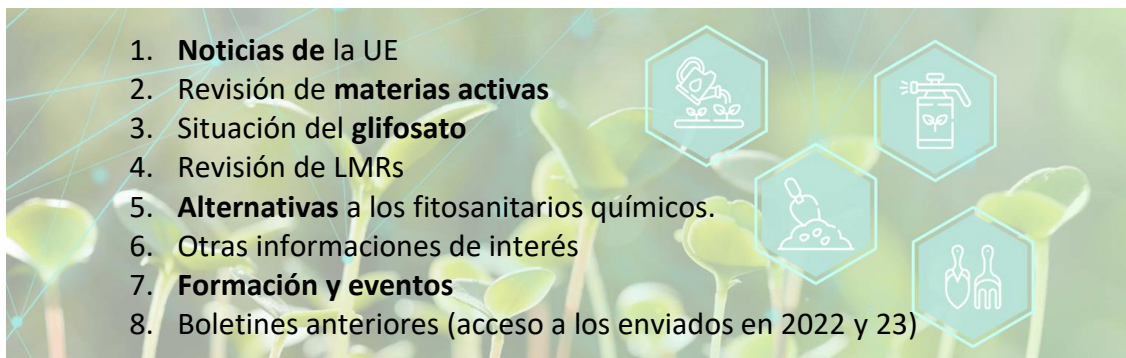 1. Noticias de la UE
2. Revisión de materias activas
3. Situación del glifosato
4. Revisión de LMRs
5. Alternativas a los fitosanitarios químicos.
6. Otras informaciones de interés
7. Formación y eventos
8. Boletines anteriores (acceso a los enviados en 2022 y 23)